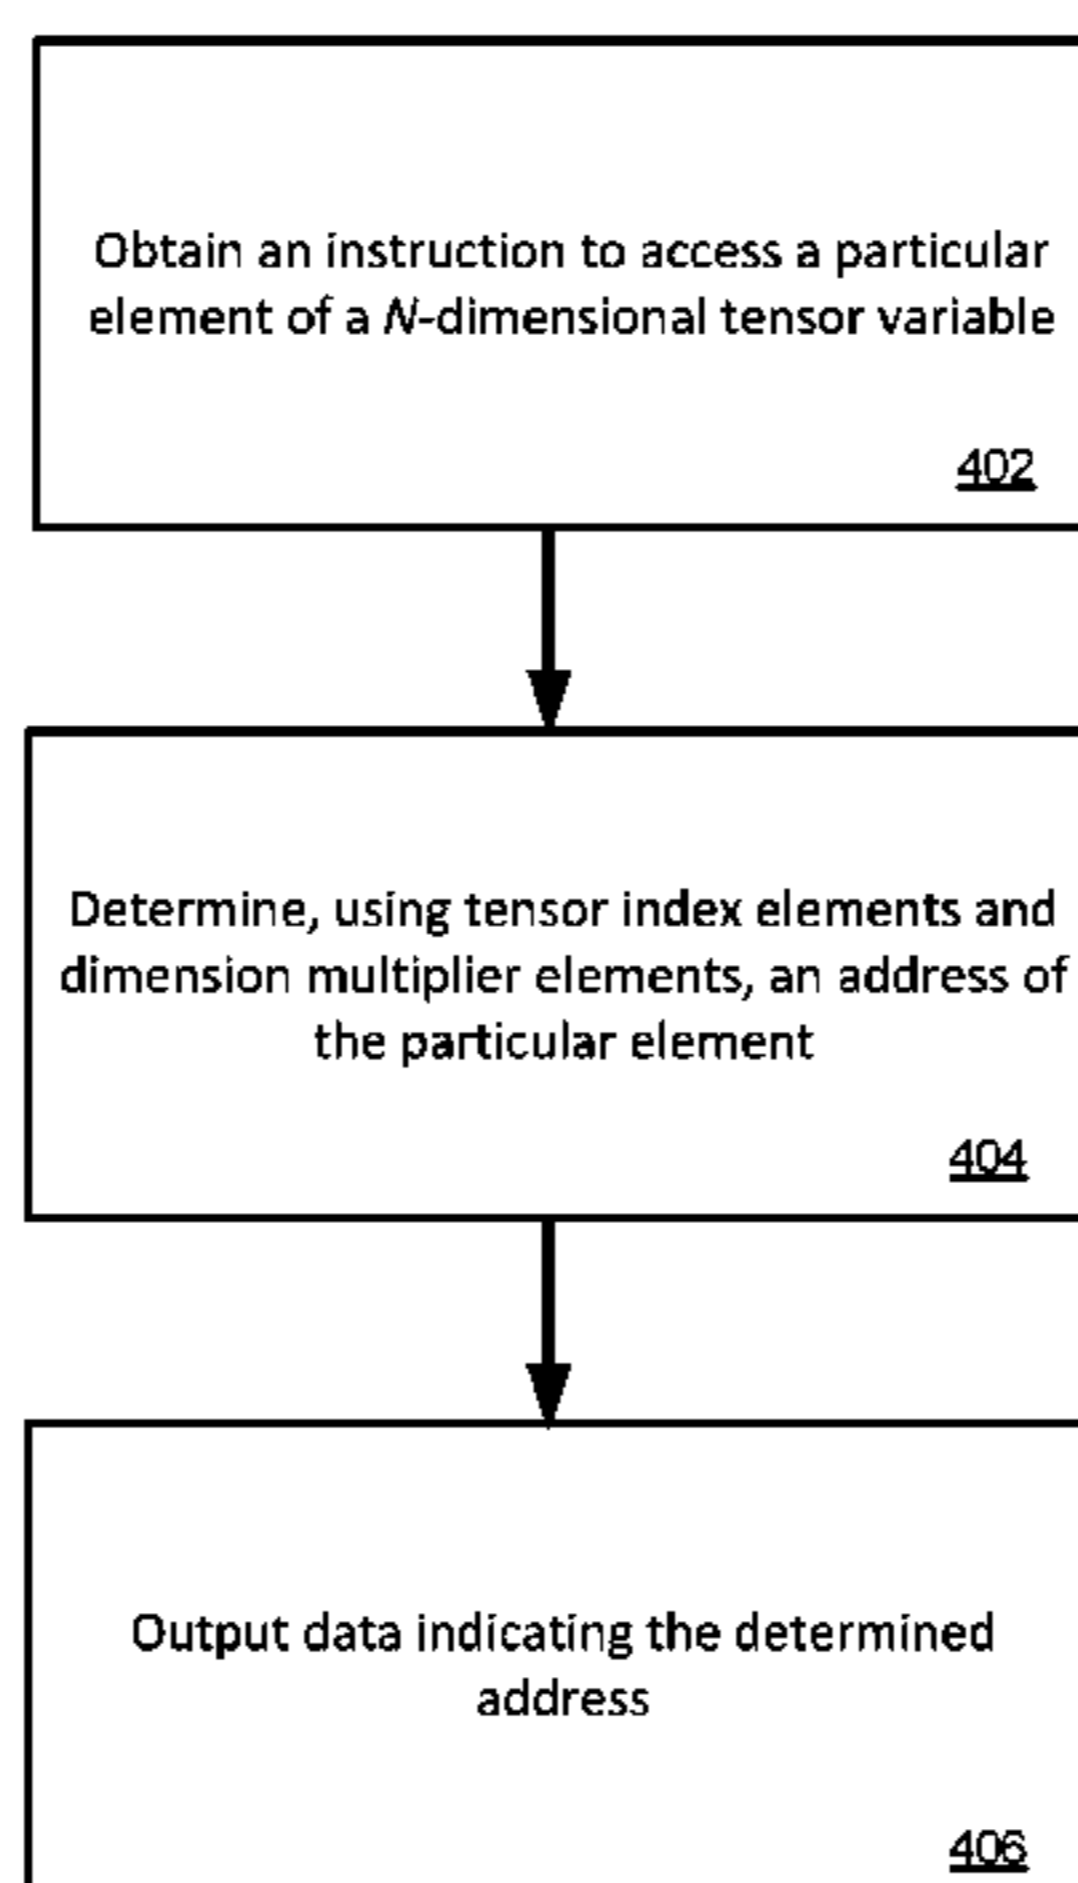 Obtain an instruction to access a particular
element of a N-dimensional tensor variable
402
Determine, using tensor index elements and
dimension multiplier elements, an address of
the particular element
404
Output data indicating the determined
address
406